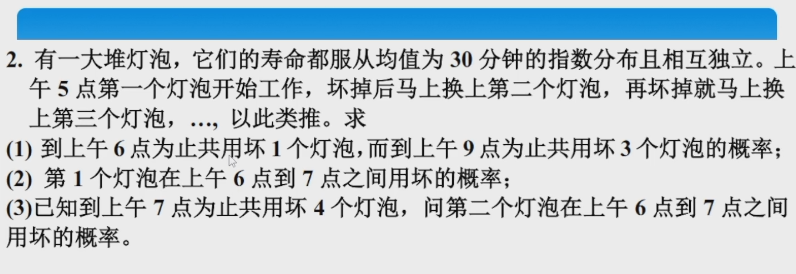 2. 有一大堆灯泡，它们的寿命都服从均值为 30 分钟的指数分布且相互独立。上
午 5 点第一个灯泡开始工作，坏掉后马上换上第二个灯泡，再坏掉就马上换
上第三个灯泡，…, 以此类推。求
(1) 到上午 6 点为止共用坏 1 个灯泡，而到上午 9 点为止共用坏 3 个灯泡的概率；
(2) 第 1 个灯泡在上午 6 点到 7 点之间用坏的概率；
(3)已知到上午 7 点为止共用坏 4 个灯泡，问第二个灯泡在上午 6 点到 7 点之间
用坏的概率。